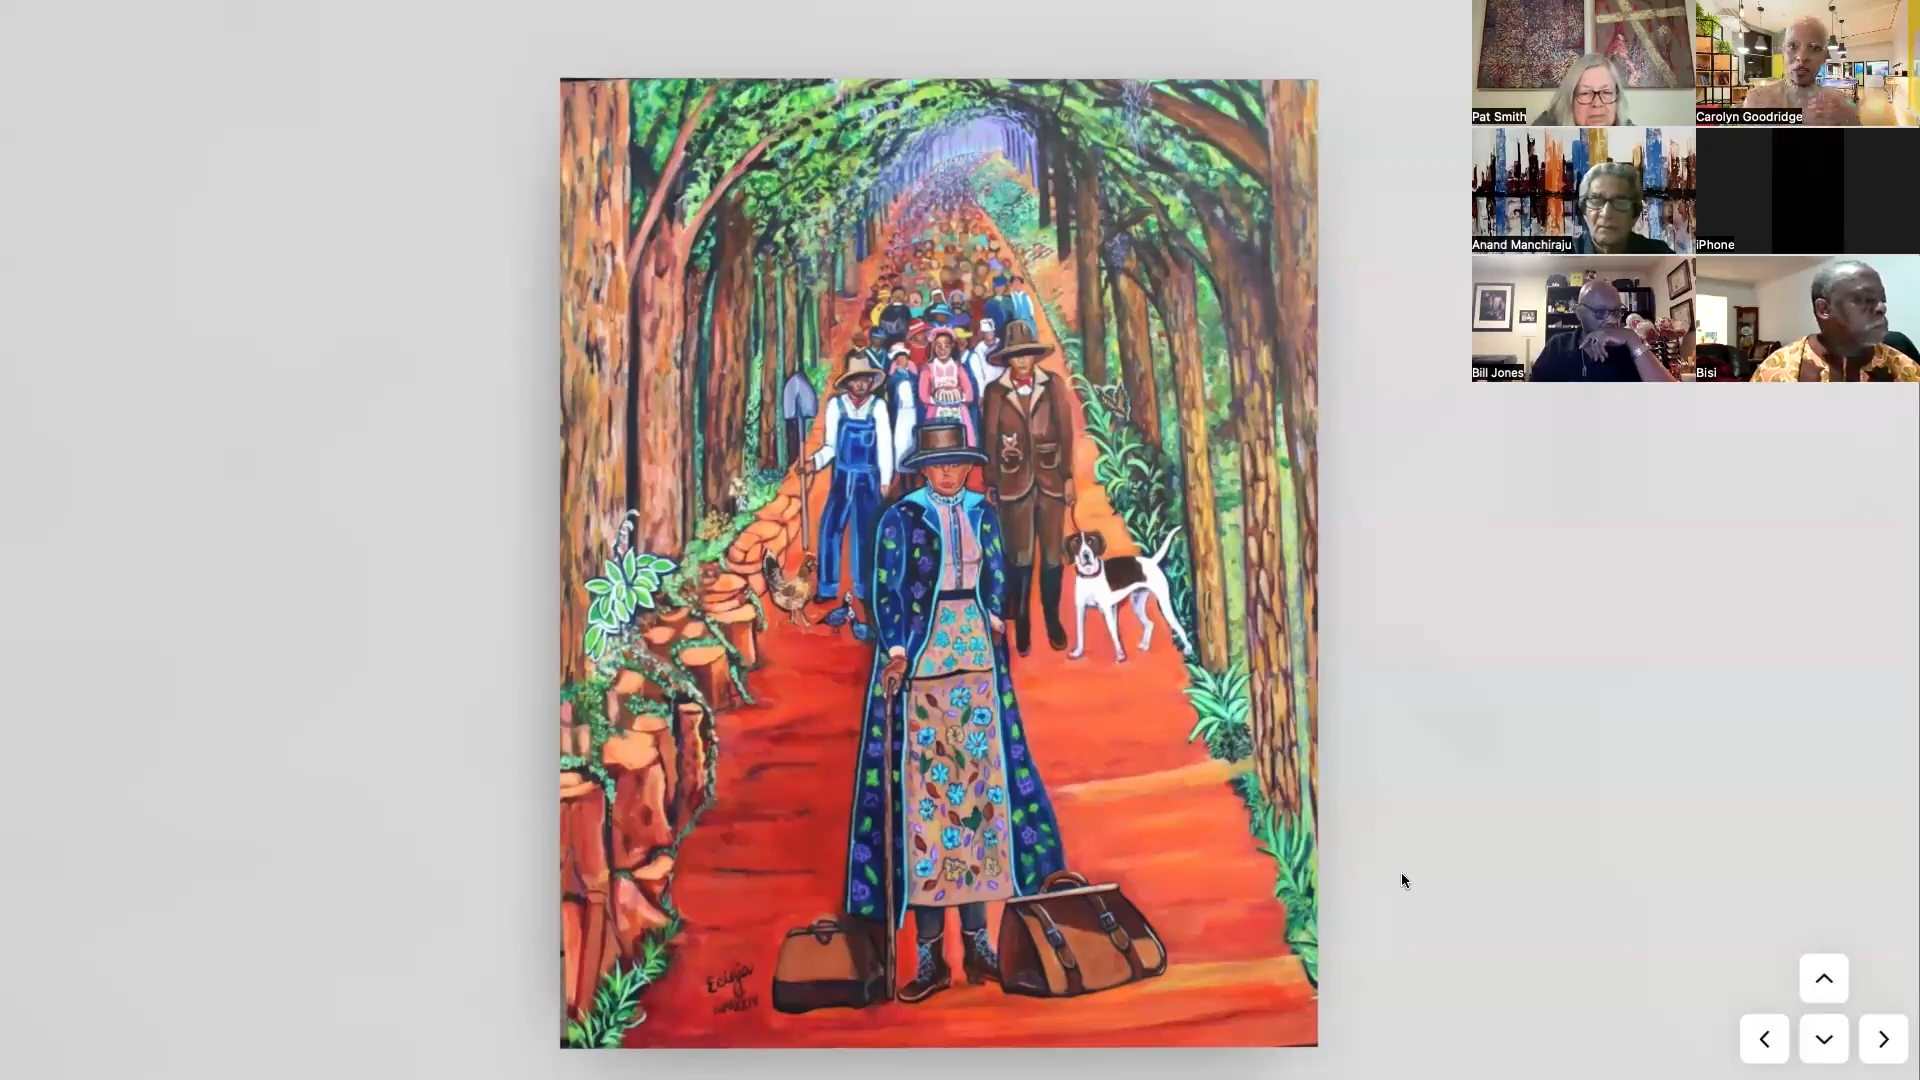 Pat Smith
Carolyn Goodridge
Anand Manchiraju
iPhone
Bill Jones
Bisi